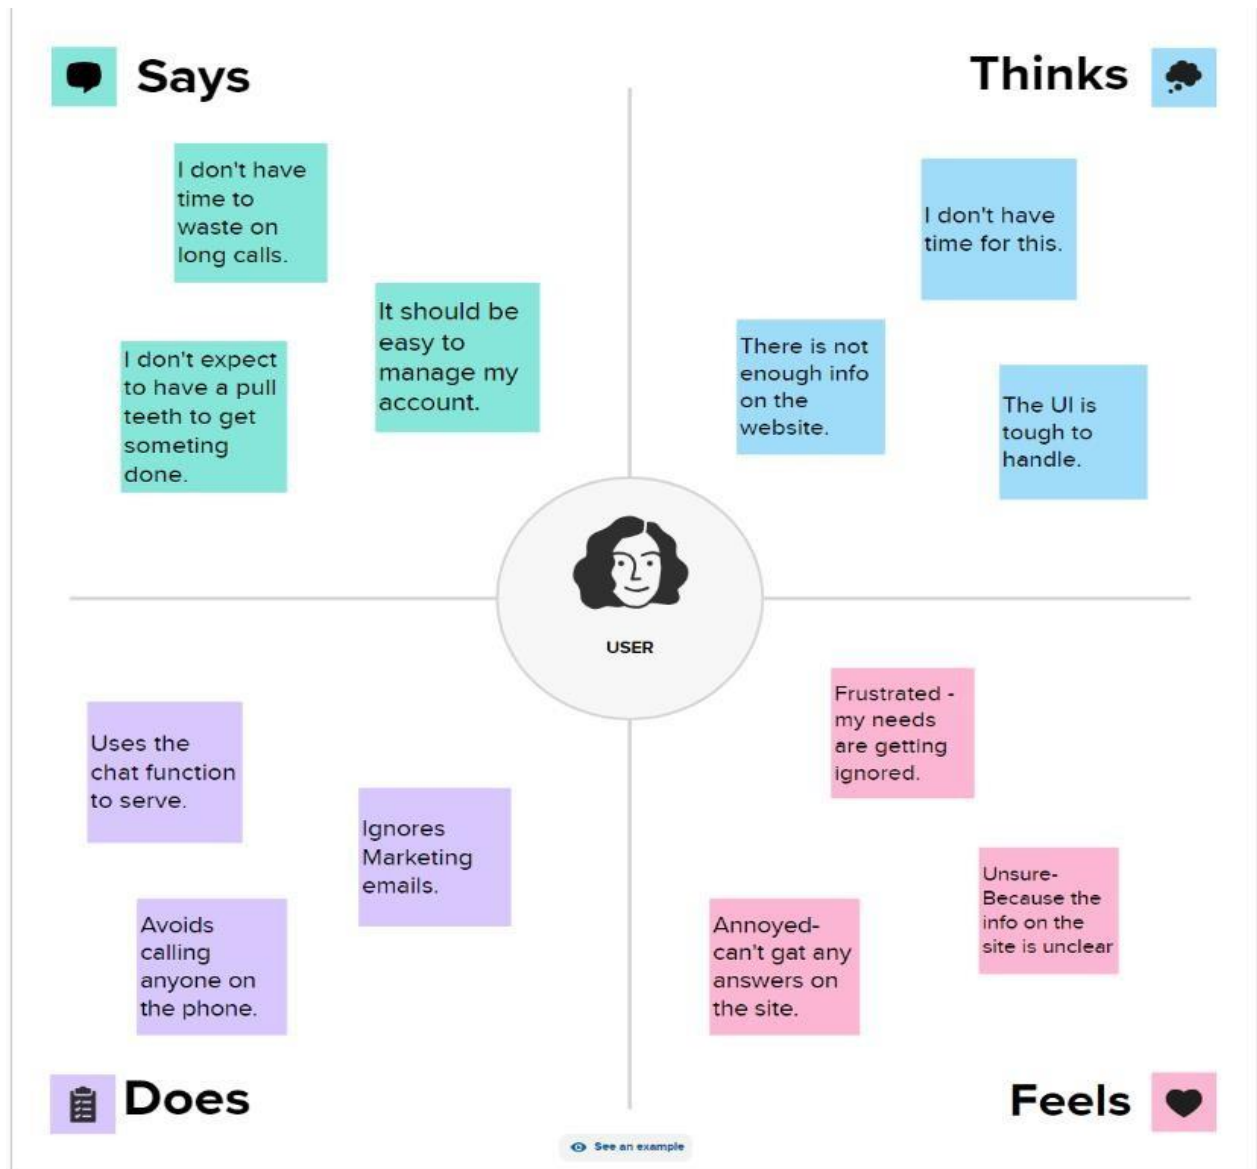 Says
Thinks
I don't have
time to
waste on
long calls.
It should be
easy to
manage my
account.
I don't expect
to have a pull
teeth to get
someting
done.
I don't have
time for this.
There is not
enough info
on the
website.
The UI is
tough to
handle.
USER
Uses the
chat function
to serve.
Ignores
Marketing
emails.
Avoids
calling
anyone on
the phone.
Frustrated -
my needs
are getting
ignored.
Unsure-
Because the
info on the
site is unclear
Annoyed-
can't gat any
answers on
the site.
Does
Feels
See an example